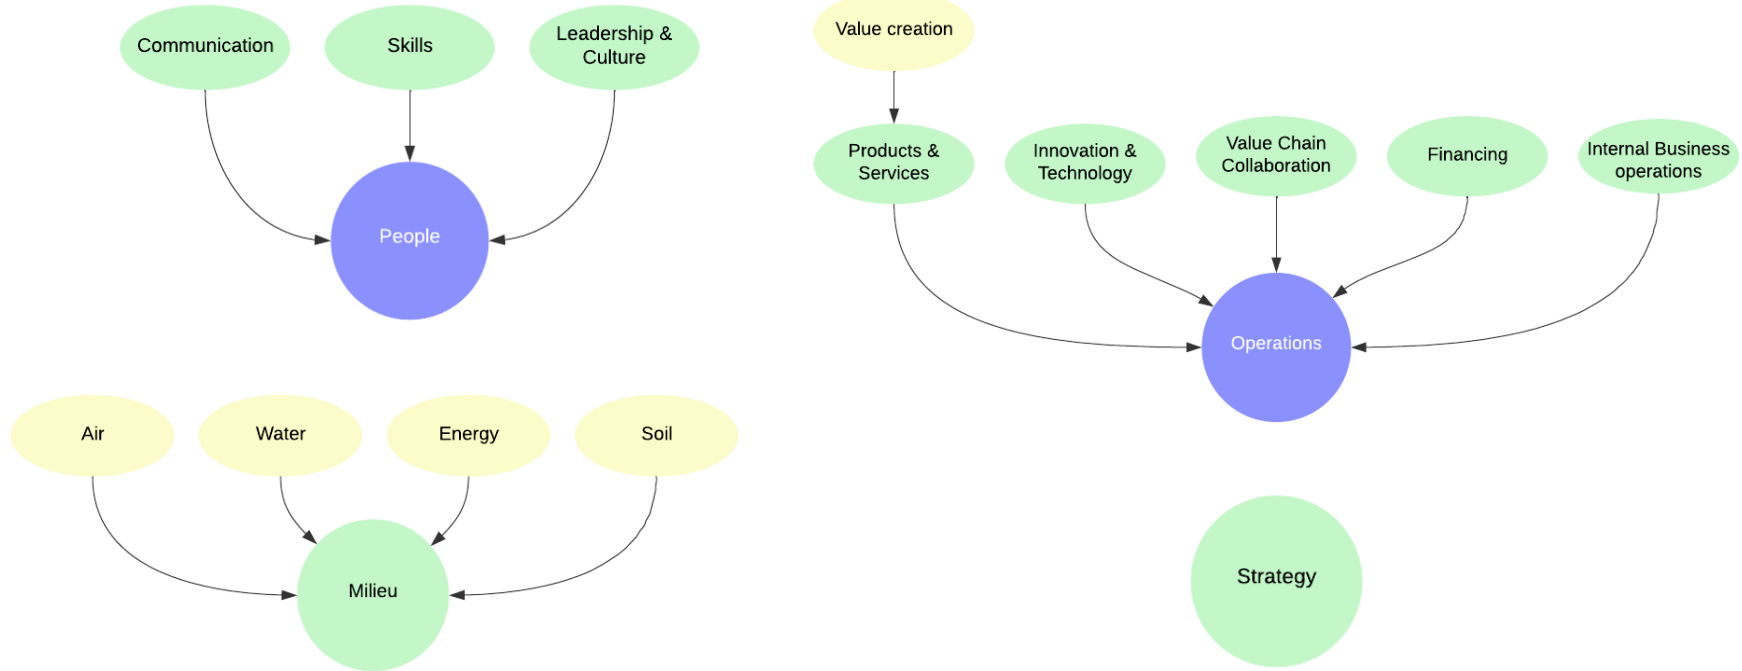 Communication
Skills
Leadership &
Culture
People
Value creation
Products &
Services
Innovation &
Technology
Value Chain
Collaboration
Financing
Internal Business
operations
Operations
Air
Water
Energy
Soil
Milieu
Strategy